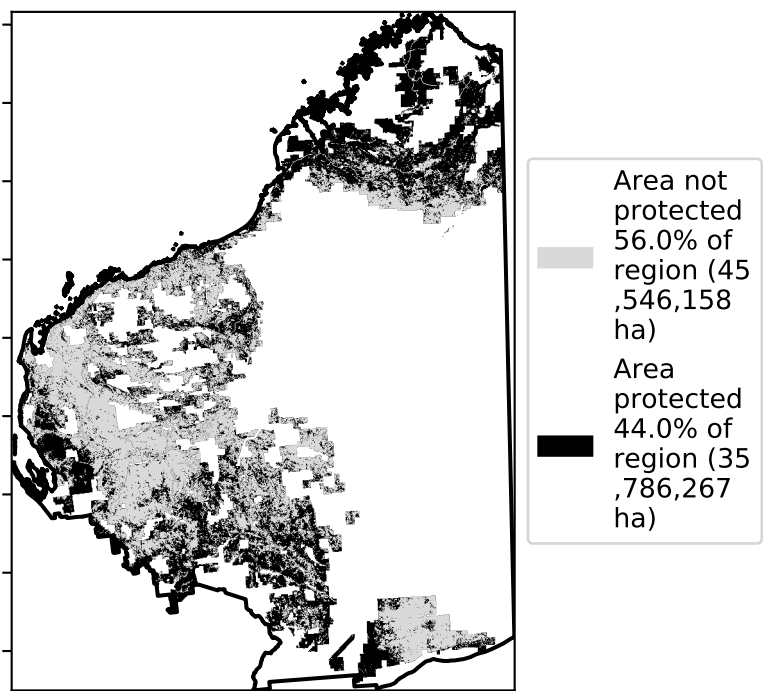 Area not
protected
56.0% of
region (45
,546,158
ha)
Area
protected
44.0% of
region (35
,786,267
ha)